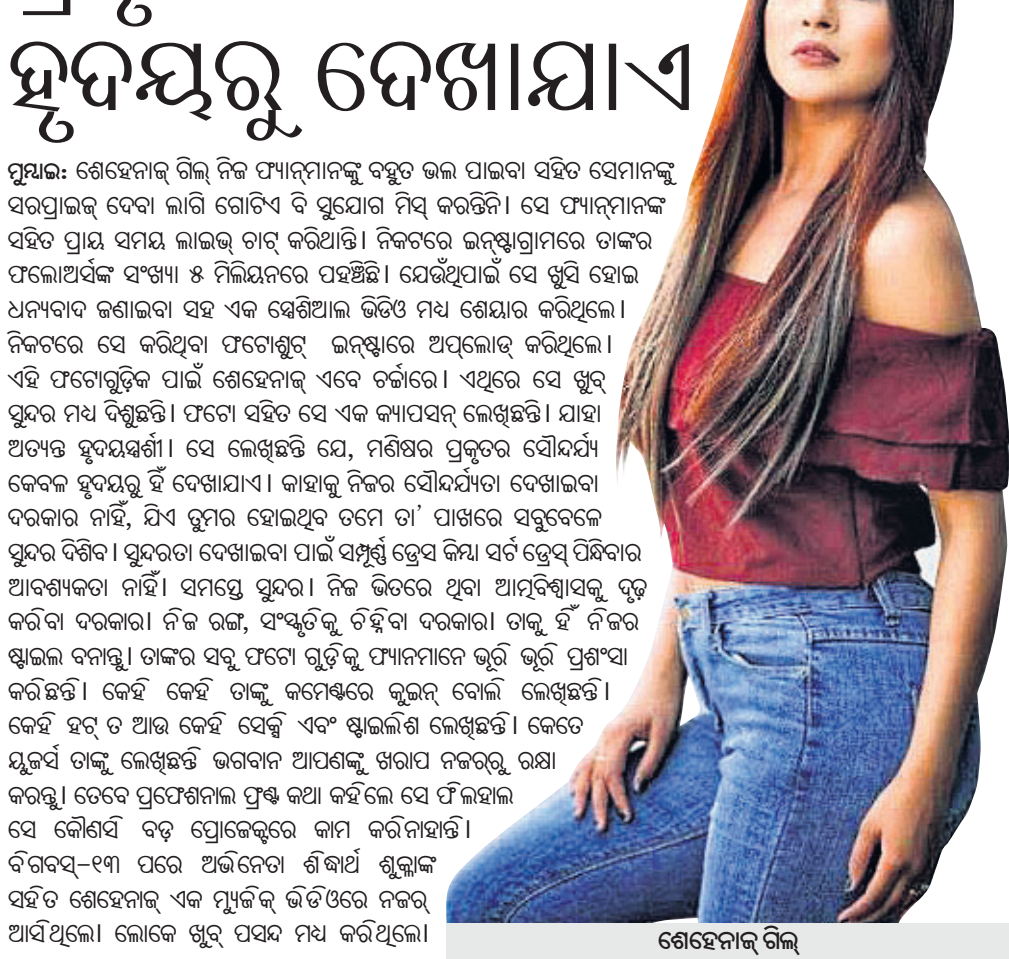 ହୃଦୟରୁ ଦେଖାଯାଏ
ମୁମ୍ବାଇ: ଶେହେନାଜ୍ ଗିଲ୍ ନିଜ ଫ୍ୟାନ୍‌ମାନଙ୍କୁ ବହୁତ ଭଲ ପାଇବା ସହିତ ସେମାନଙ୍କୁ
ସରପ୍ରାଇଜ୍ ଦେବା ଲାଗି ଗୋଟିଏ ବି ସୁଯୋଗ ମିସ୍ କରନ୍ତିନି। ସେ ଫ୍ୟାନ୍‌ମାନଙ୍କ
ସହିତ ପ୍ରାୟ ସମୟ ଲାଇଭ୍ ଚାଟ୍ କରିଥାନ୍ତି। ନିକଟରେ ଇନ୍‌ଷ୍ଟାଗ୍ରାମରେ ତାଙ୍କର
ଫଲୋଅର୍ସଙ୍କ ସଂଖ୍ୟା ୫ ମିଲିୟନରେ ପହଞ୍ଚିଛି। ଯେଉଁଥିପାଇଁ ସେ ଖୁସି ହୋଇ
ଧନ୍ୟବାଦ ଜଣାଇବା ସହ ଏକ ସ୍ପେଶିଆଲ ଭିଡିଓ ମଧ୍ୟ ଶେୟାର କରିଥିଲେ।
ନିକଟରେ ସେ କରିଥିବା ଫଟୋଶୁଟ୍ ଇନ୍‌ଷ୍ଟାରେ ଅପ୍‌ଲୋଡ୍ କରିଥିଲେ।
ଏହି ଫଟୋଗୁଡ଼ିକ ପାଇଁ ଶେହେନାଜ୍ ଏବେ ଚର୍ଚ୍ଚାରେ। ଏଥିରେ ସେ ଖୁବ୍
ସୁନ୍ଦର ମଧ୍ୟ ଦିଶୁଛନ୍ତି। ଫଟୋ ସହିତ ସେ ଏକ କ୍ୟାପସନ୍ ଲେଖିଛନ୍ତି। ଯାହା
ଅତ୍ୟନ୍ତ ହୃଦୟସ୍ପର୍ଶୀ। ସେ ଲେଖିଛନ୍ତି ଯେ, ମଣିଷର ପ୍ରକୃତର ସୌନ୍ଦର୍ଯ୍ୟ
କେବଳ ହୃଦୟରୁ ହିଁ ଦେଖାଯାଏ। କାହାକୁ ନିଜର ସୌନ୍ଦର୍ଯ୍ୟତା ଦେଖାଇବା
ଦରକାର ନାହିଁ, ଯିଏ ତୁମର ହୋଇଥିବ ତମେ ତା’ ପାଖରେ ସବୁବେଳେ
ସୁନ୍ଦର ଦିଶିବ। ସୁନ୍ଦରତା ଦେଖାଇବା ପାଇଁ ସମ୍ପୂର୍ଣ୍ଣ ଡ୍ରେସ କିମ୍ବା ସର୍ଟ ଡ୍ରେସ୍ ପିନ୍ଧିବାର
ଆବଶ୍ୟକତା ନାହିଁ। ସମସ୍ତେ ସୁନ୍ଦର। ନିଜ ଭିତରେ ଥିବା ଆତ୍ମବିଶ୍ୱାସକୁ ଦୃଢ଼
କରିବା ଦରକାର। ନିଜ ରଙ୍ଗ, ସଂସ୍କୃତିକୁ ଚିହ୍ନିବା ଦରକାର। ତାକୁ ହିଁ ନିଜର
ଷ୍ଟାଇଲ ବନାନ୍ତୁ। ତାଙ୍କର ସବୁ ଫଟୋ ଗୁଡ଼ିକୁ ଫ୍ୟାନମାନେ ଭୂରି ଭୂରି ପ୍ରଶଂସା
କରିଛନ୍ତି। କେହି କେହି ତାଙ୍କୁ କମେଣ୍ଟରେ କୁଇନ୍ ବୋଲି ଲେଖିଛନ୍ତି।
କେହି ହଟ୍ ତ ଆଉ କେହି ସେକ୍ସି ଏବଂ ଷ୍ଟାଇଲିଶ ଲେଖିଛନ୍ତି। କେତେ
ୟୁଜର୍ସ ତାଙ୍କୁ ଲେଖିଛନ୍ତି ଭଗବାନ ଆପଣଙ୍କୁ ଖରାପ ନଜର୍‌ରୁ ରକ୍ଷା
କରନ୍ତୁ। ତେବେ ପ୍ରଫେଶନାଲ ଫ୍ରଣ୍ଟ କଥା କହିଲେ ସେ ଫିଲହାଲ
ସେ କୌଣସି ବଡ଼ ପ୍ରୋଜେକ୍ଟରେ କାମ କରିନାହାନ୍ତି।
ବିଗବସ୍-୧୩ ପରେ ଅଭିନେତା ଶିଦ୍ଧାର୍ଥ ଶୁକ୍ଳାଙ୍କ
ସହିତ ଶେହେନାଜ୍ ଏକ ମ୍ୟୁଜିକ୍ ଭିଡିଓରେ ନଜର୍
ଆସିଥିଲେ। ଲୋକେ ଖୁବ୍ ପସନ୍ଦ ମଧ୍ୟ କରିଥିଲେ।
ଶେହେନାଜ୍ ଗିଲ୍